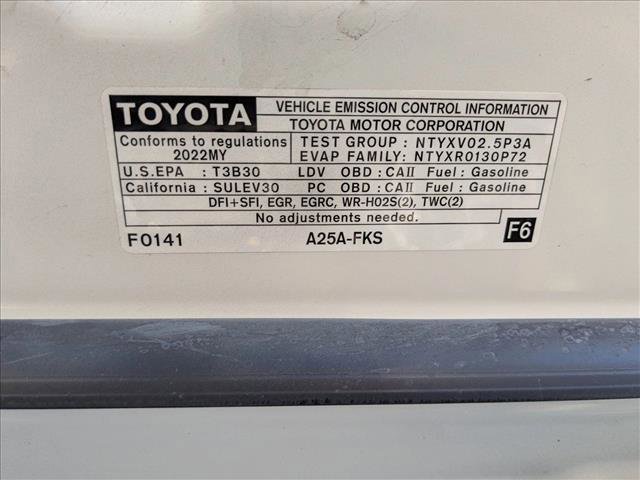 TOYOTA VEHICLE EMISSION CONTROL INFORMATION
TOYOTA MOTOR CORPORATION
Conforms to regulations TEST GROUP : NTYXV02.5P3A
2022MY EVAP FAMILY: NTYXR0130P72
U.S.EPA : T3B30 LDV OBD : CAII Fuel : Gasoline
California : SULEV30 PC OBD : CAII Fuel : Gasoline
DFI+SFI, EGR, EGRC, WR-HO2S(2), TWC(2)
No adjustments needed.
F0141 A25A-FKS F6